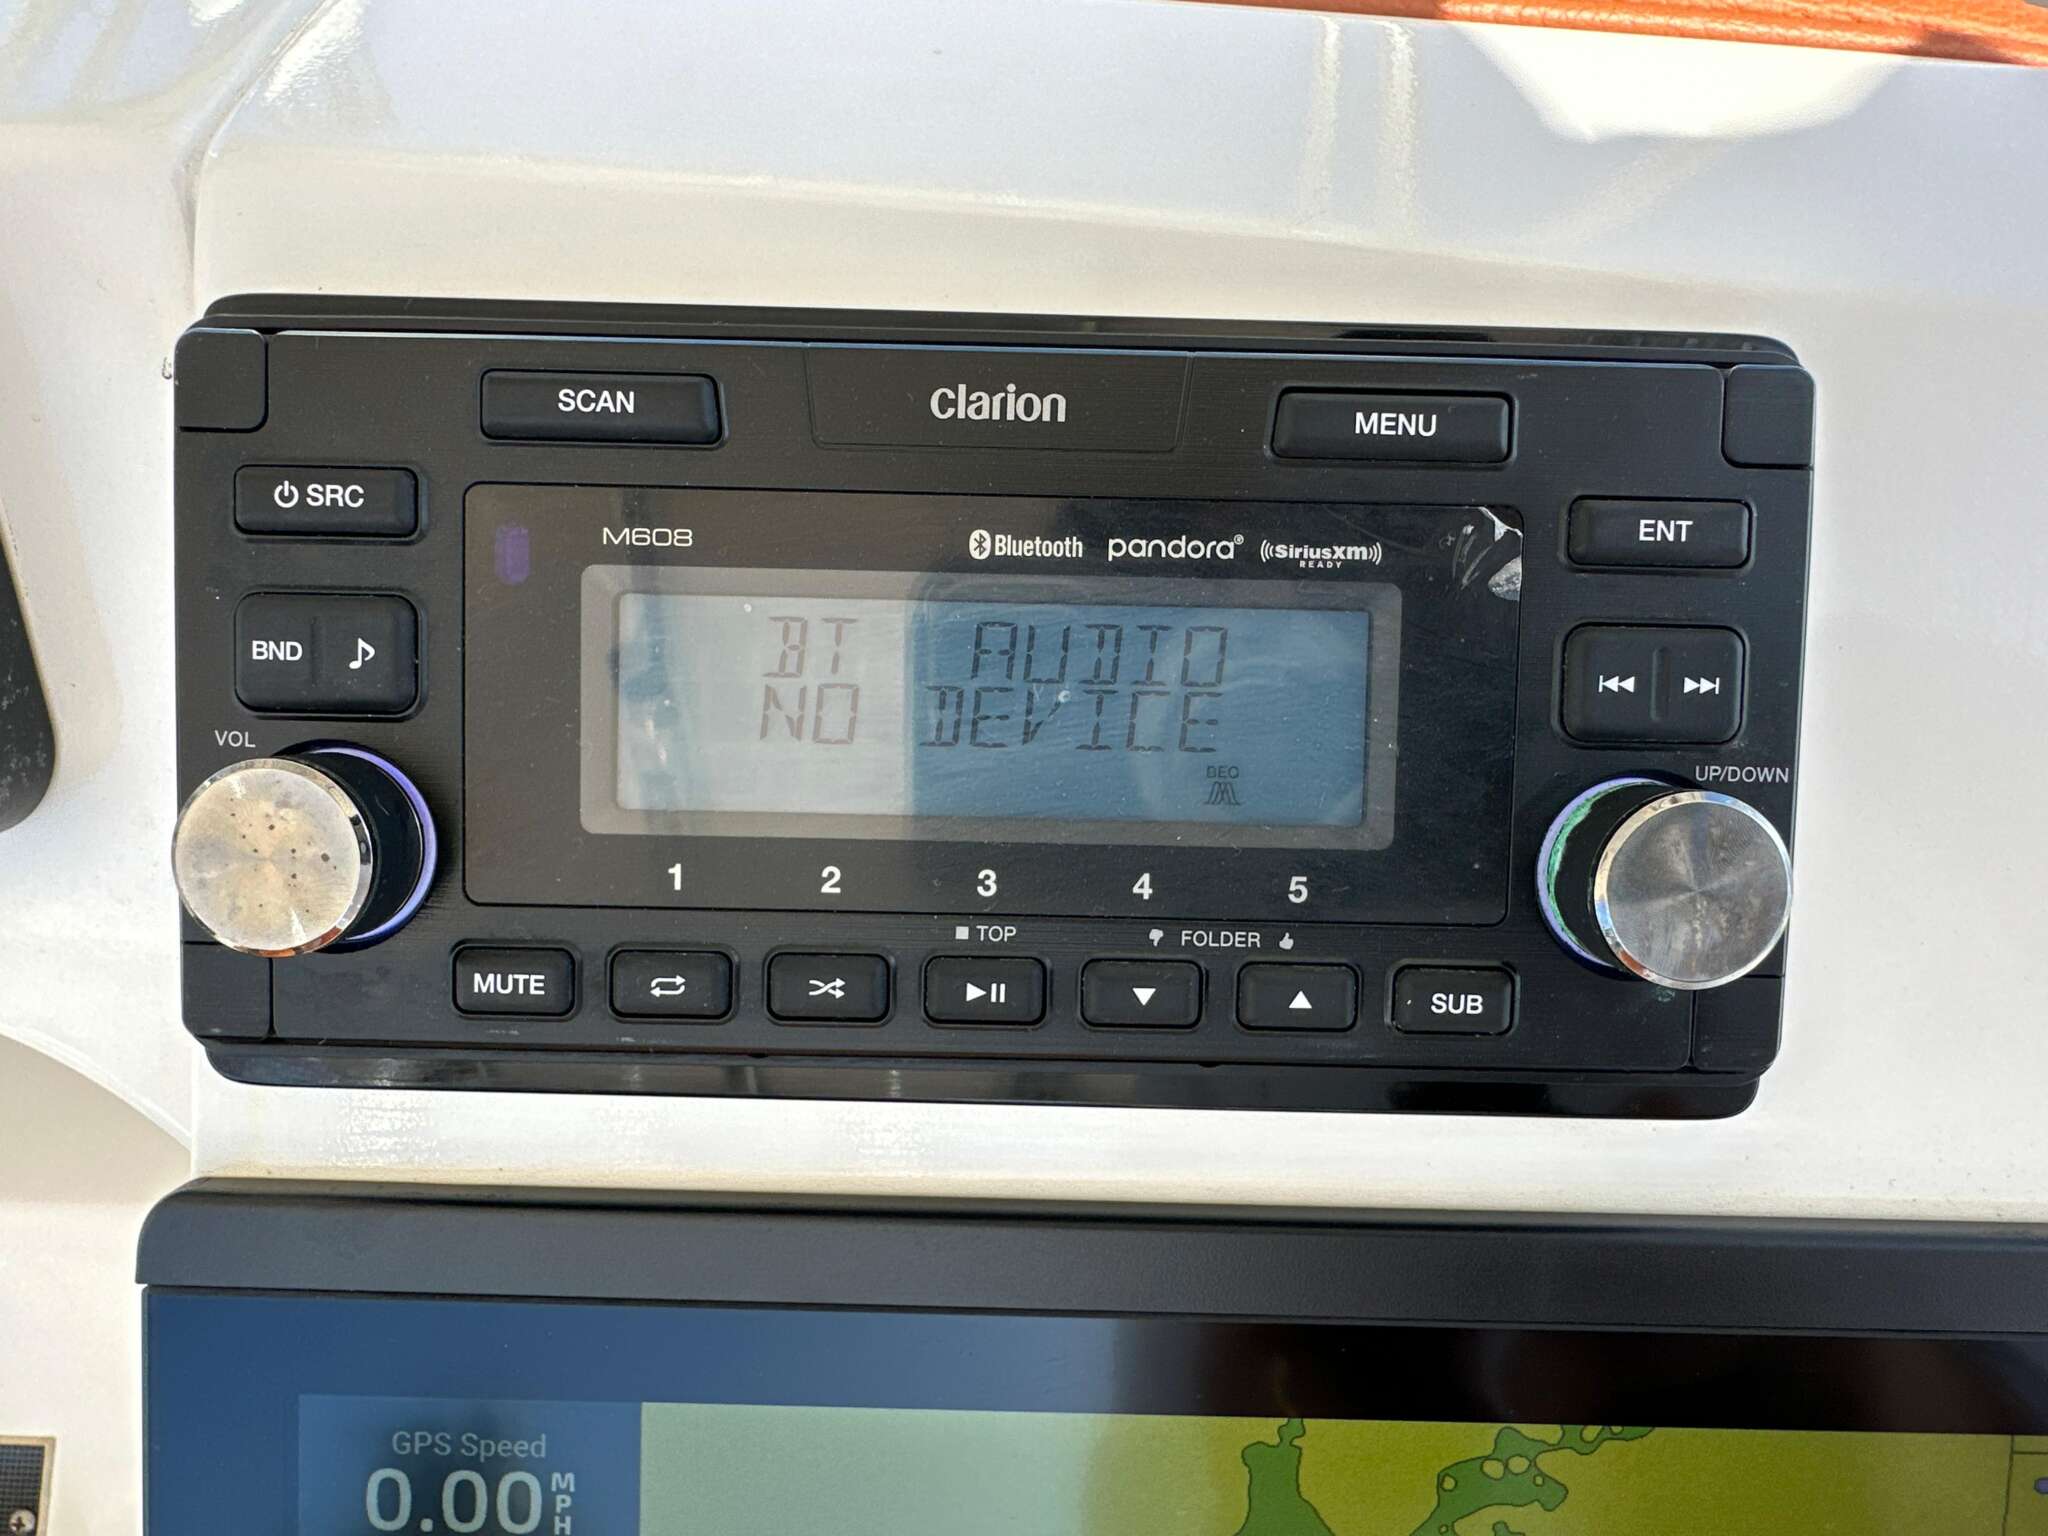 SCAN
clarion
MENU
SRC
ENT
M608
Bluetooth
pandora®
SiriusXM
READY
BND
BT AUDIO
NO DEVICE
BEQ
VOL
UP/DOWN
1 2 3 4 5
TOP
FOLDER
MUTE
SUB
GPS Speed
0.00 MPH